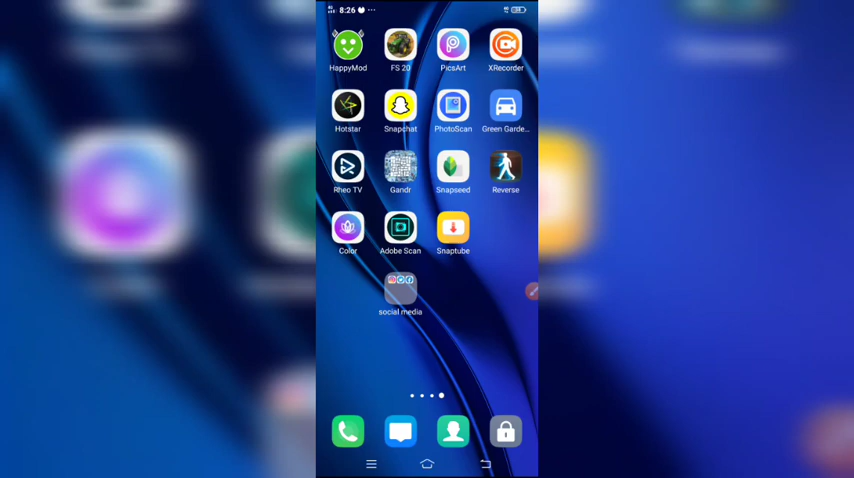 8:26
HappyMod FS 20 PicsArt XRecorder
Hotstar Snapchat PhotoScan Green Garde...
Rheo TV Gandr Snapseed Reverse
Color Adobe Scan Snaptube
social media